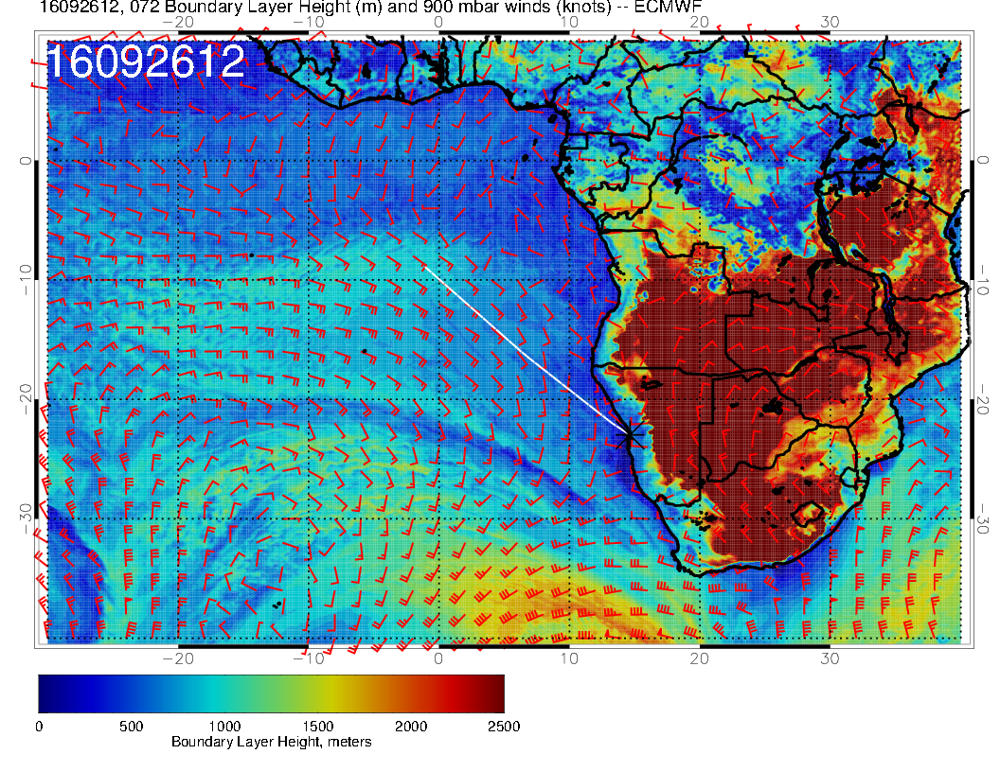 16092612, 072 Boundary Layer Height (m) and 900 mbar winds (knots) -- ECMWF
−20 −10 0 10 20 30
16092612
0 0
−10 −10
−20 −20
−30 −30
−20 −10 0 10 20 30
0 500 1000 1500 2000 2500
Boundary Layer Height, meters